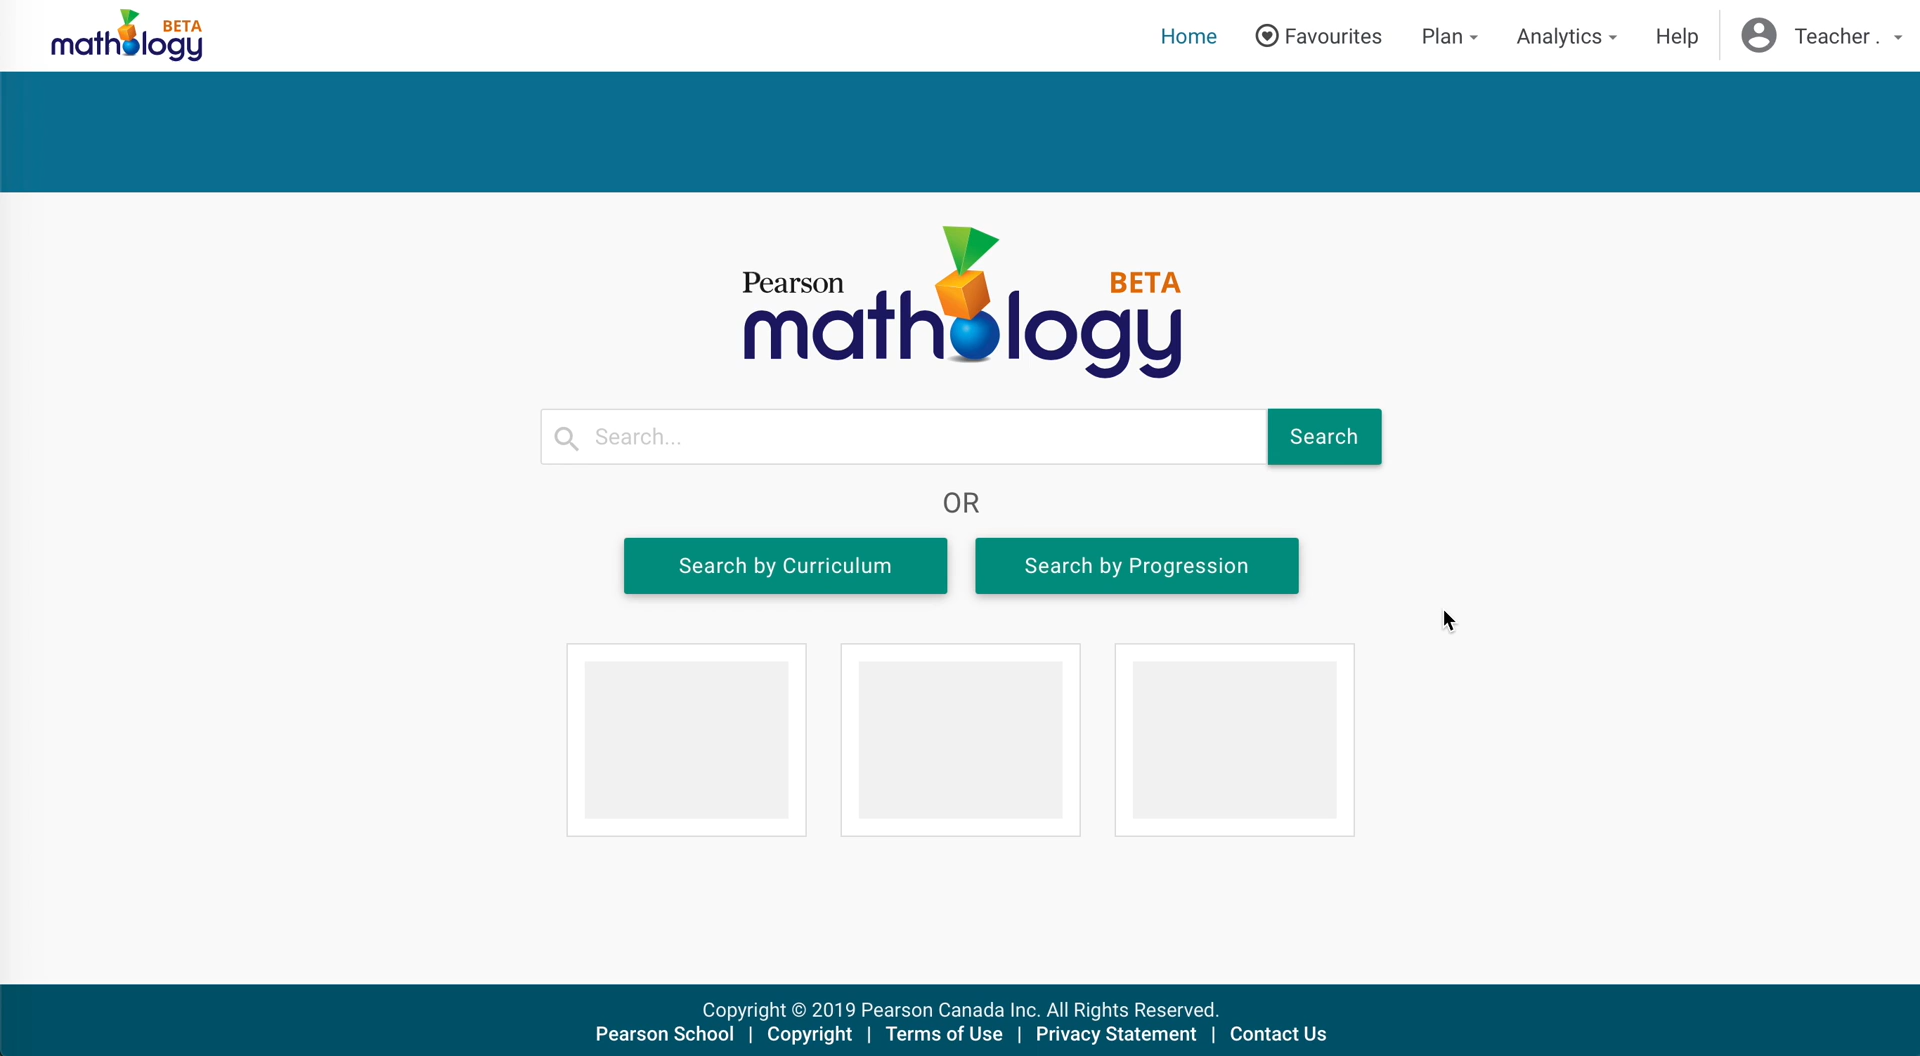 mathology BETA
Home Favourites Plan Analytics Help Teacher .
Pearson BETA
mathology
Search... Search
OR
Search by Curriculum Search by Progression
Copyright © 2019 Pearson Canada Inc. All Rights Reserved.
Pearson School | Copyright | Terms of Use | Privacy Statement | Contact Us